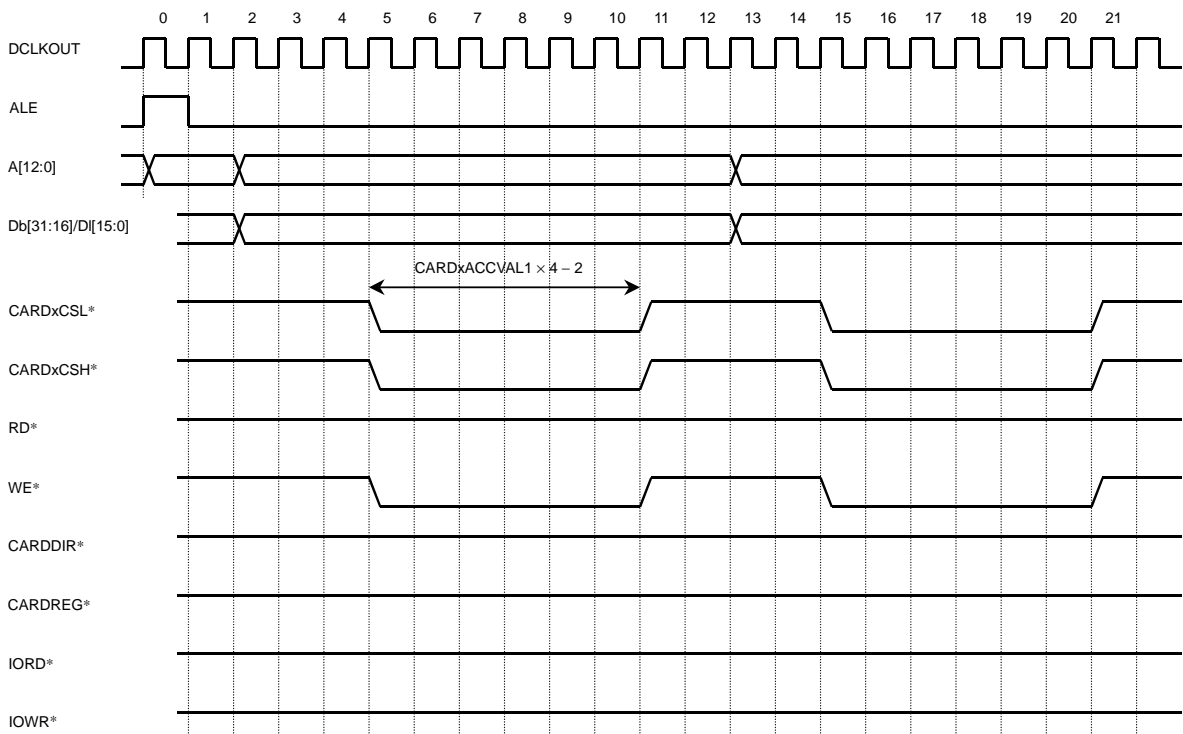 0 1 2 3 4 5 6 7 8 9 10 11 12 13 14 15 16 17 18 19 20 21
DCLKOUT
ALE
A[12:0]
Db[31:16]/DI[15:0]
CARDxACCVAL1 × 4 − 2
CARDxCSL*
CARDxCSH*
RD*
WE*
CARDDIR*
CARDREG*
IORD*
IOWR*